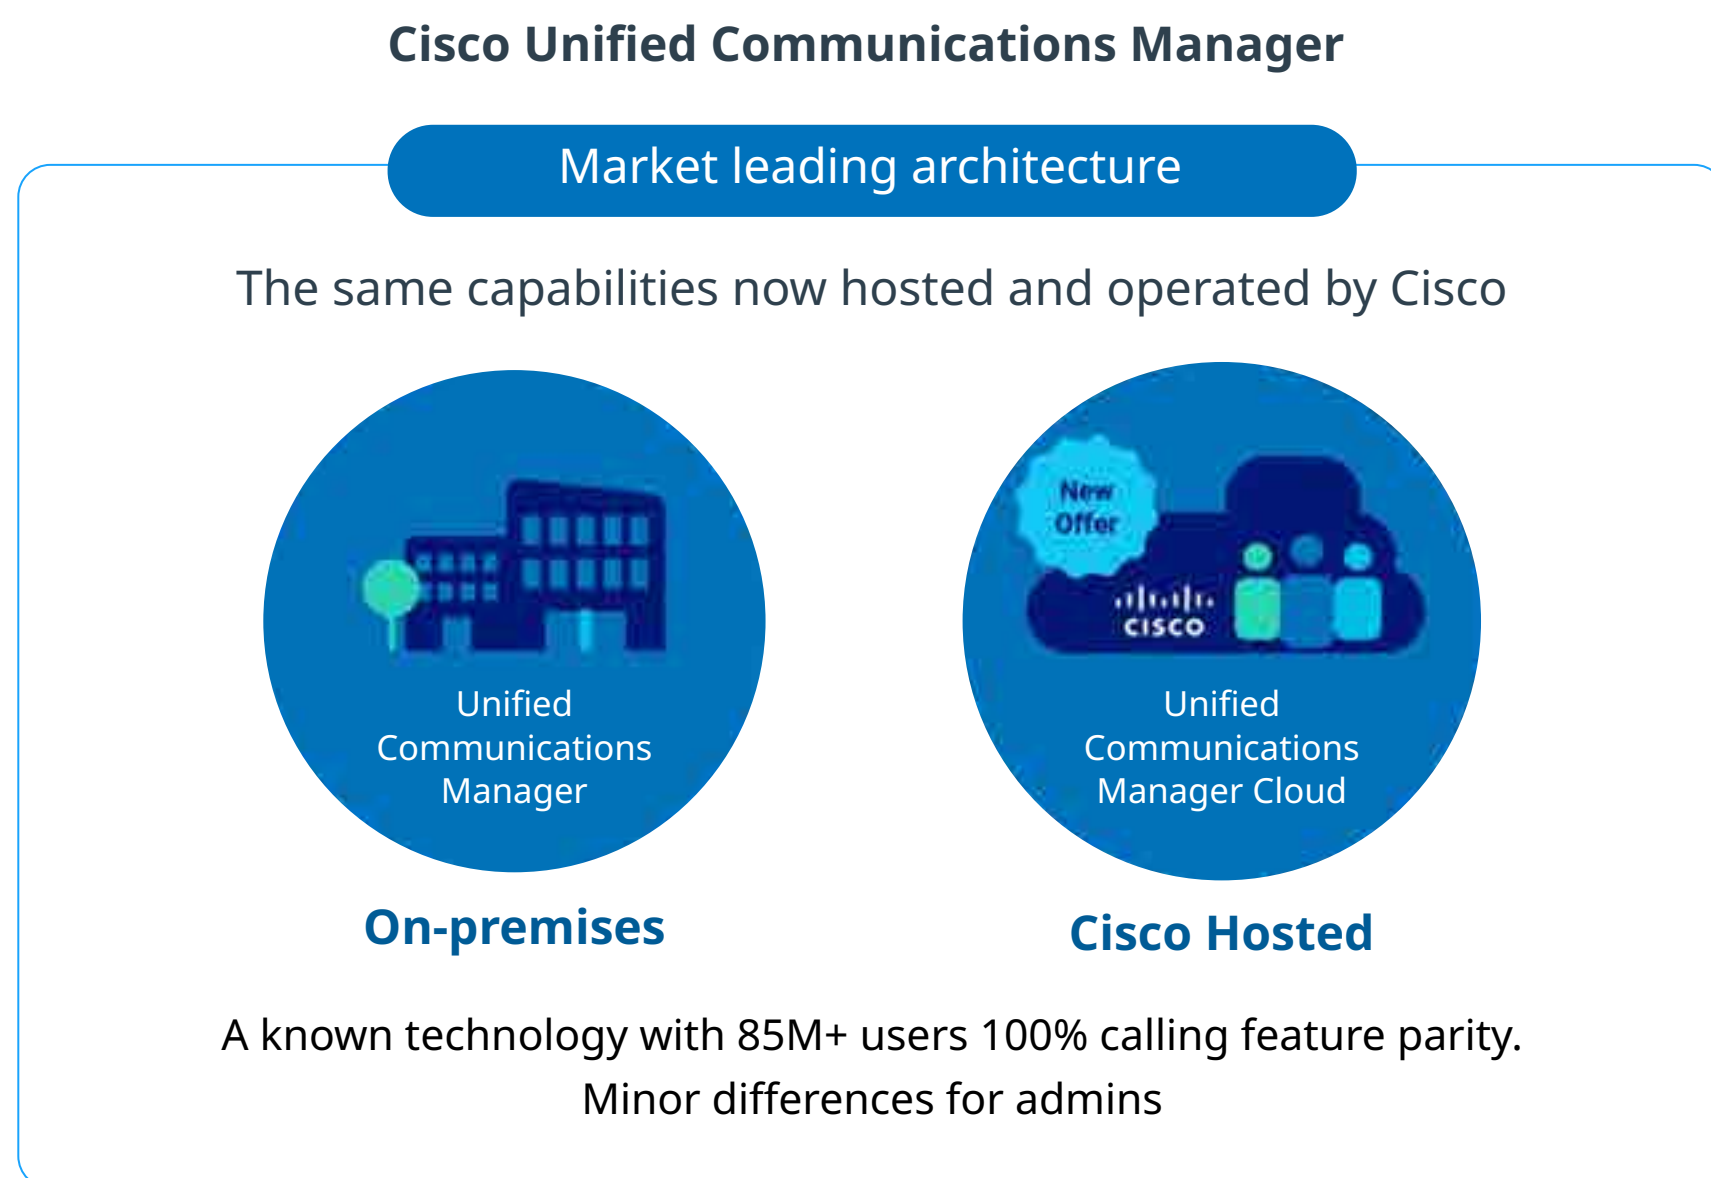 Cisco Unified Communications Manager
Market leading architecture
The same capabilities now hosted and operated by Cisco
Unified
Communications
Manager
On-premises
New
Offer
CISCO
Unified
Communications
Manager Cloud
Cisco Hosted
A known technology with 85M+ users 100% calling feature parity.
Minor differences for admins